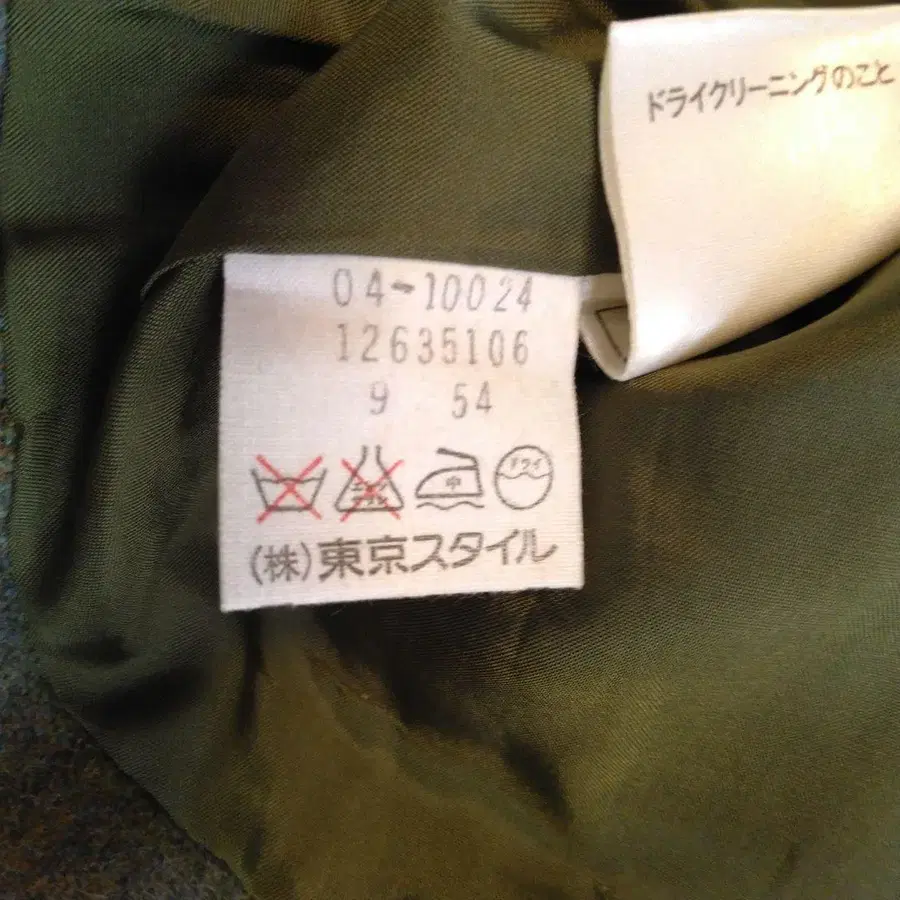 ドライクリーニングのこと
04-10024
12635106
9 54
中 ドライ
(株)東京スタイル